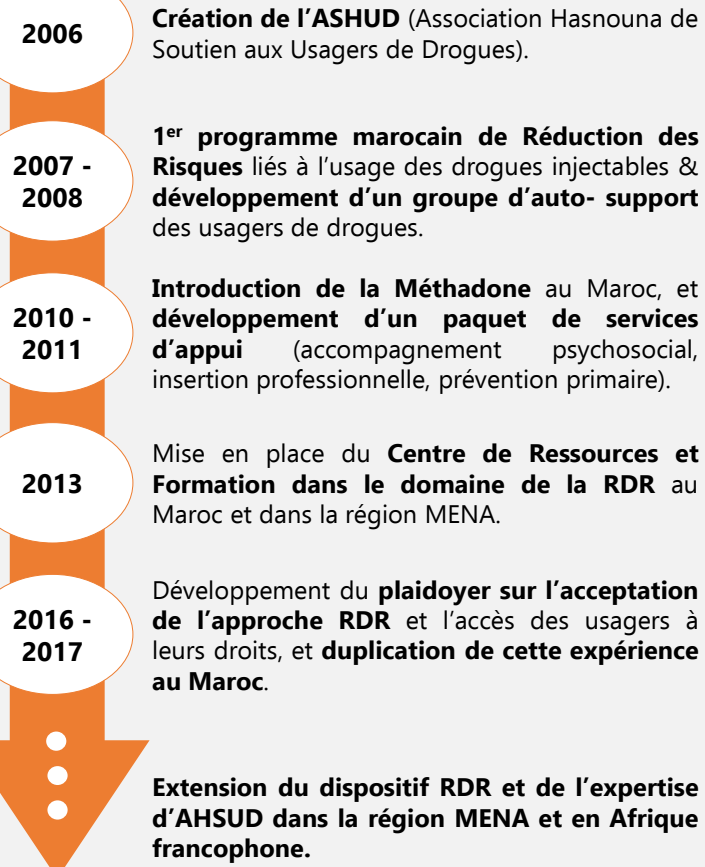 2006
Création de l’ASHUD (Association Hasnouna de
Soutien aux Usagers de Drogues).
2007 -
2008
1er programme marocain de Réduction des
Risques liés à l’usage des drogues injectables &
développement d’un groupe d’auto- support
des usagers de drogues.
2010 -
2011
Introduction de la Méthadone au Maroc, et
développement d’un paquet de services
d’appui (accompagnement psychosocial,
insertion professionnelle, prévention primaire).
2013
Mise en place du Centre de Ressources et
Formation dans le domaine de la RDR au
Maroc et dans la région MENA.
2016 -
2017
Développement du plaidoyer sur l’acceptation
de l’approche RDR et l’accès des usagers à
leurs droits, et duplication de cette expérience
au Maroc.
Extension du dispositif RDR et de l’expertise
d’AHSUD dans la région MENA et en Afrique
francophone.